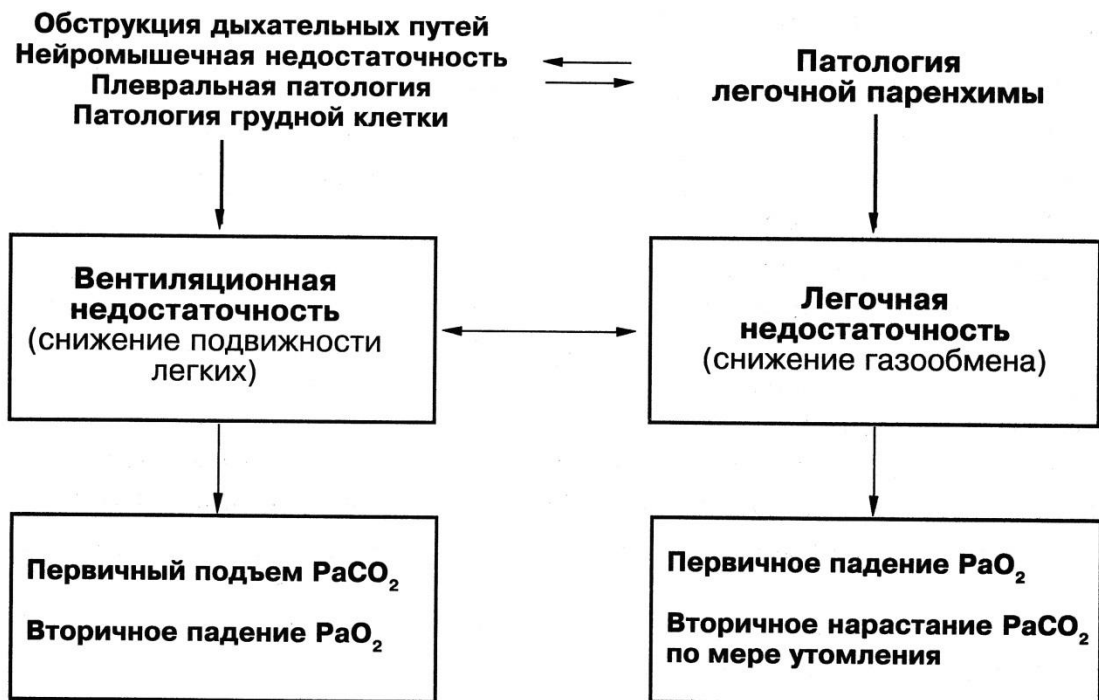 Обструкция дыхательных путей
Нейромышечная недостаточность
Плевральная патология
Патология грудной клетки
Патология
легочной паренхимы
Вентиляционная
недостаточность
(снижение подвижности
легких)
Легочная
недостаточность
(снижение газообмена)
Первичный подъем PaCO₂
Вторичное падение PaO₂
Первичное падение PaO₂
Вторичное нарастание PaCO₂
по мере утомления